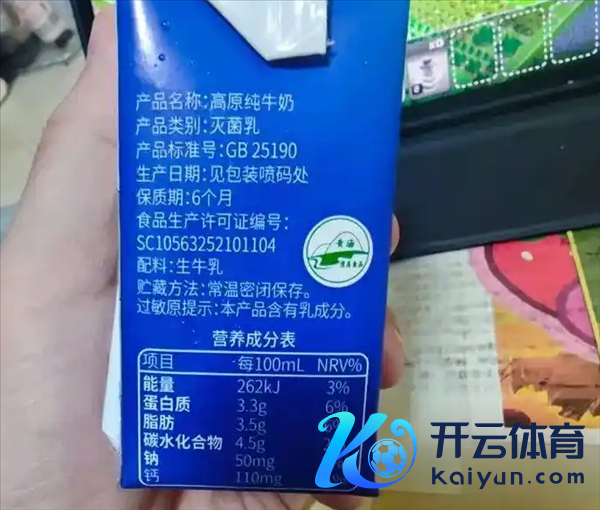 产品名称:高原纯牛奶
产品类别:灭菌乳
产品标准号:GB 25190
生产日期:见包装喷码处
保质期:6个月
食品生产许可证编号:
SC10563252101104
青海
配料:生牛乳
贮藏方法:常温密闭保存。
过敏原提示:本产品含有乳成分。
营养成分表
项目 每100mL NRV%
能量 262kJ 3%
蛋白质 3.3g 6%
脂肪 3.5g
碳水化合物 4.5g
钠 50mg
钙 110mg
开云体育
kaiyun.com